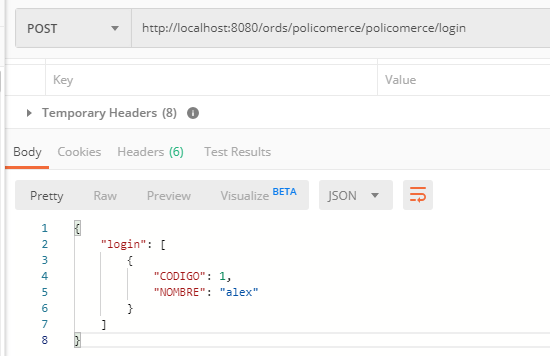 POST http://localhost:8080/ords/policomerce/policomerce/login
Key Value
Temporary Headers (8)
Body Cookies Headers (6) Test Results
Pretty Raw Preview Visualize BETA JSON
1 {
2 "login": [
3 {
4 "CODIGO": 1,
5 "NOMBRE": "alex"
6 }
7 ]
8 }